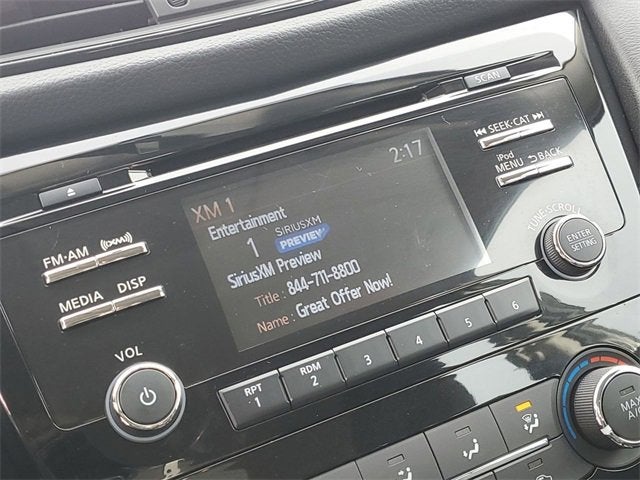 SCAN
⏮ SEEK·CAT ⏭
iPod
MENU ⮌ BACK
2:17
XM 1
Entertainment
1 SIRIUSXM
PREVIEW
SiriusXM Preview
Title : 844-711-8800
Name : Great Offer Now!
FM·AM ((XM))
MEDIA DISP
TUNE·SCROLL
ENTER
SETTING
VOL
RPT
1
RDM
2
3
4
5
6
MAX
A/C